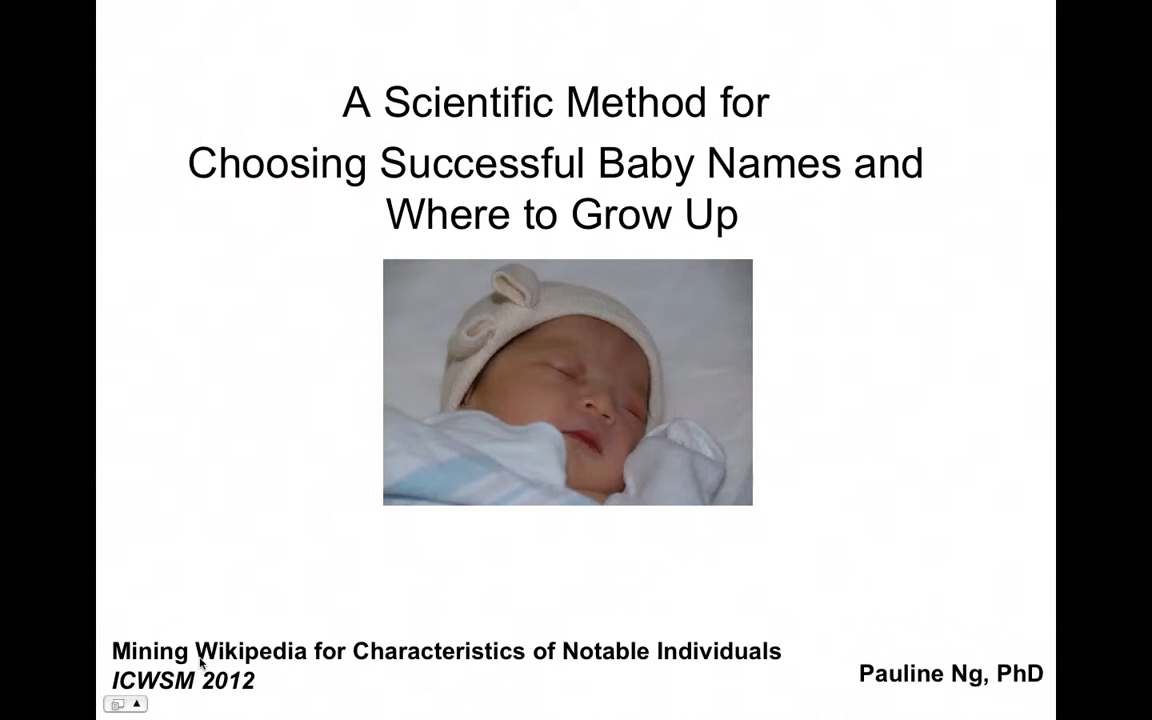 A Scientific Method for
Choosing Successful Baby Names and
Where to Grow Up
Mining Wikipedia for Characteristics of Notable Individuals
ICWSM 2012
Pauline Ng, PhD